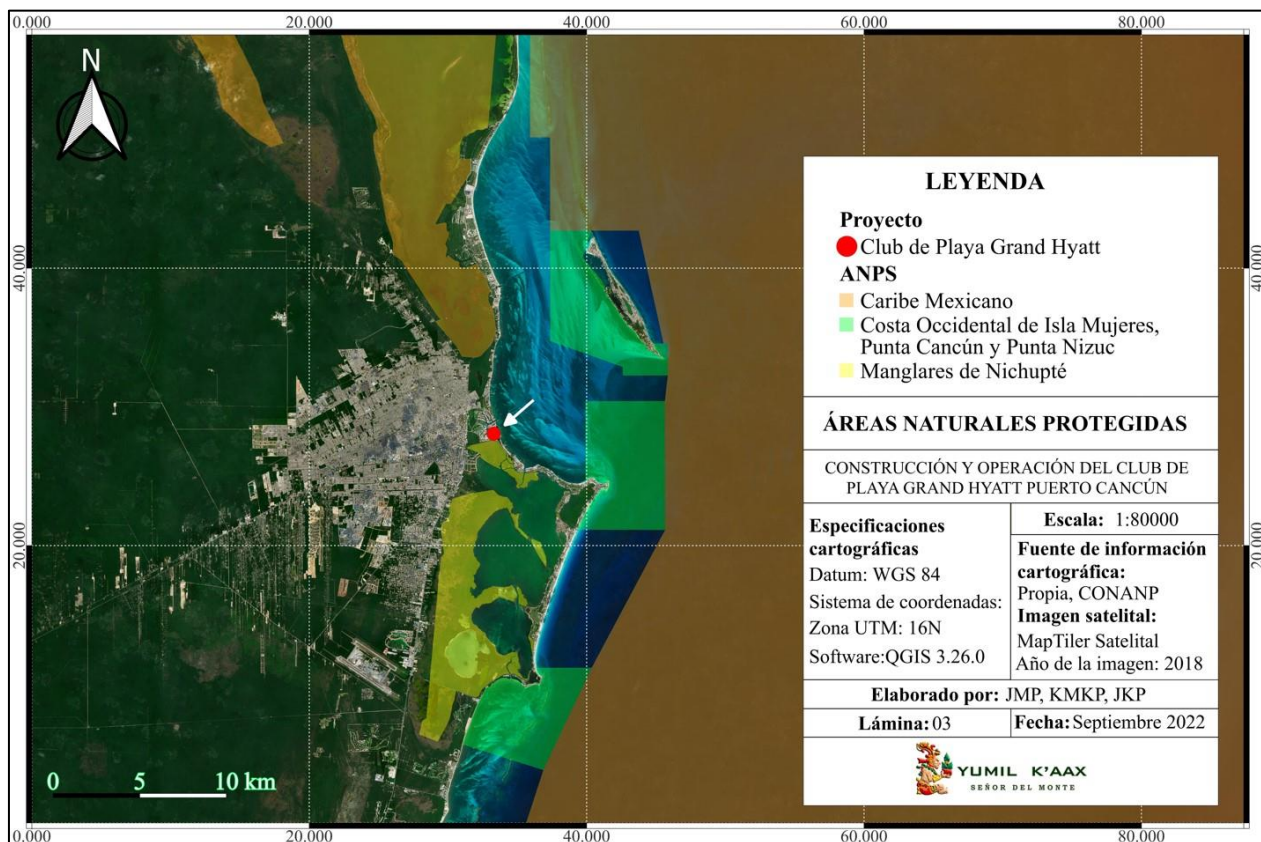 0.000 20.000 40.000 60.000 80.000
N
40.000 40.000
20.000 20.000
0 5 10 km
0.000 20.000 40.000 60.000 80.000
LEYENDA
Proyecto
Club de Playa Grand Hyatt
ANPS
Caribe Mexicano
Costa Occidental de Isla Mujeres,
Punta Cancún y Punta Nizuc
Manglares de Nichupté
ÁREAS NATURALES PROTEGIDAS
CONSTRUCCIÓN Y OPERACIÓN DEL CLUB DE
PLAYA GRAND HYATT PUERTO CANCÚN
Especificaciones
cartográficas
Datum: WGS 84
Sistema de coordenadas:
Zona UTM: 16N
Software:QGIS 3.26.0
Escala: 1:80000
Fuente de información
cartográfica:
Propia, CONANP
Imagen satelital:
MapTiler Satelital
Año de la imagen: 2018
Elaborado por: JMP, KMKP, JKP
Lámina: 03
Fecha: Septiembre 2022
YUMIL K'AAX
SEÑOR DEL MONTE